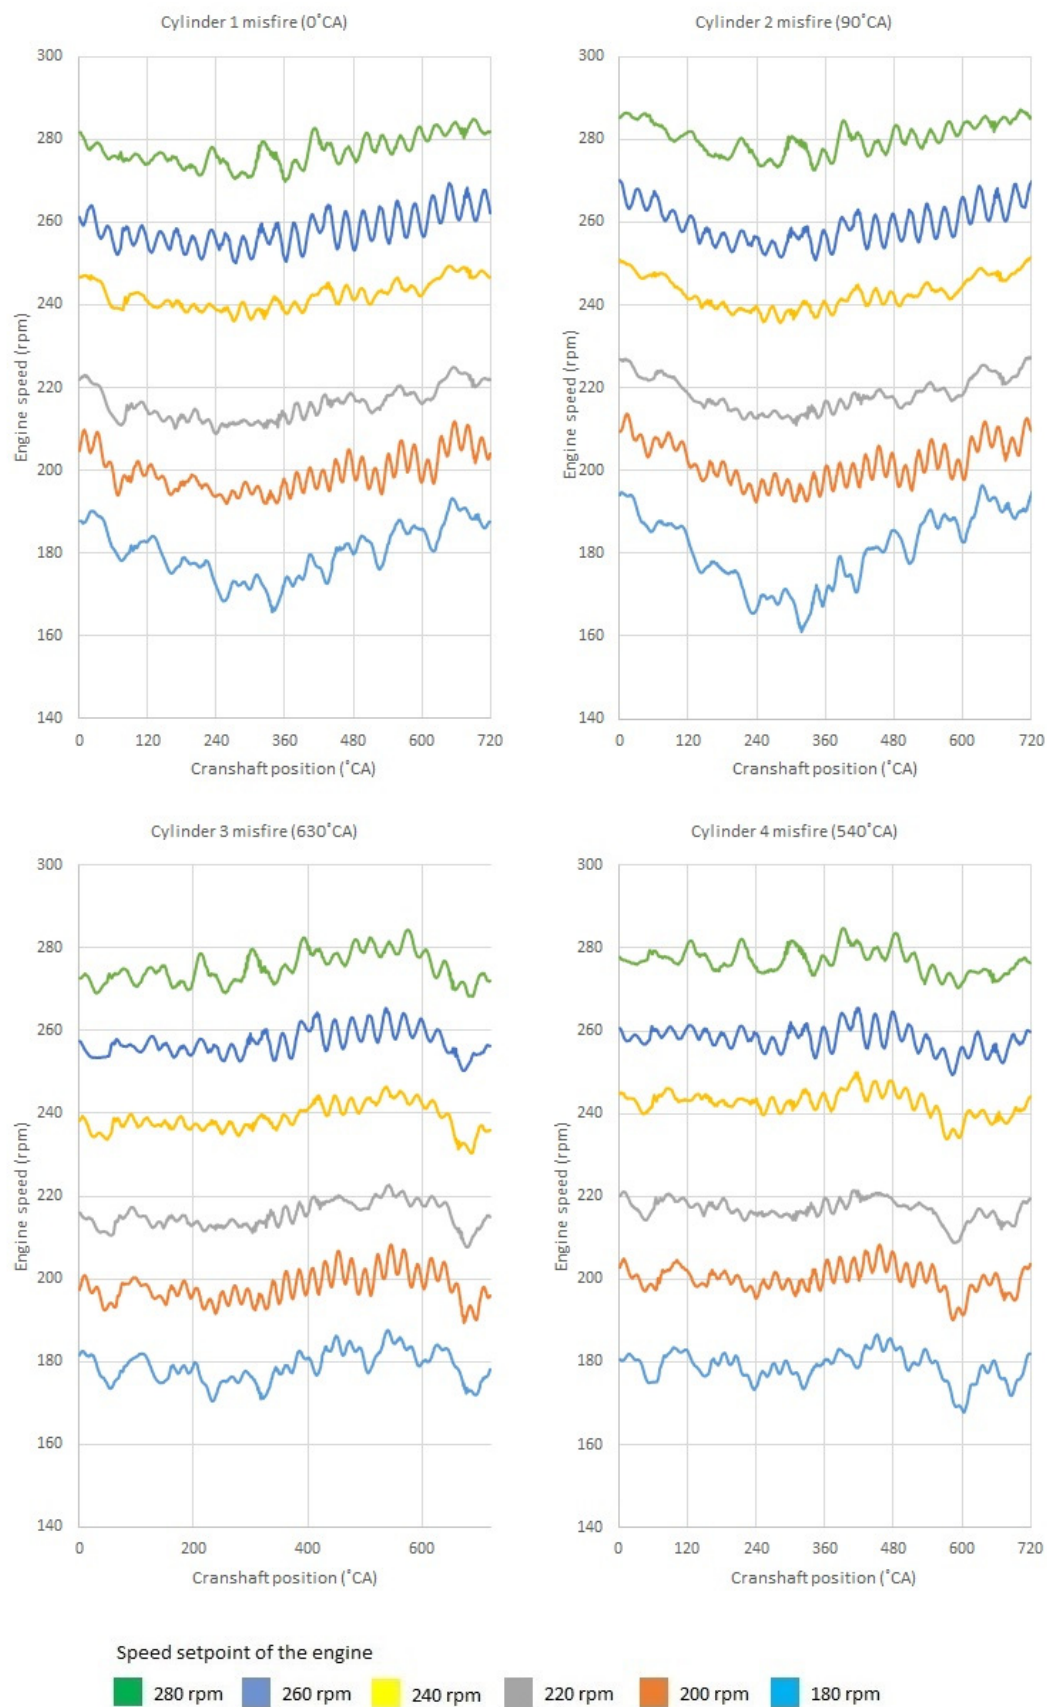 Cylinder 1 misfire (0˚CA)
300
280
260
240
220
200
180
160
140
Engine speed (rpm)
0 120 240 360 480 600 720
Cranshaft position (˚CA)
Cylinder 2 misfire (90˚CA)
300
280
260
240
220
200
180
160
140
Engine speed (rpm)
0 120 240 360 480 600 720
Cranshaft position (˚CA)
Cylinder 3 misfire (630˚CA)
300
280
260
240
220
200
180
160
140
Engine speed (rpm)
0 200 400 600
Cranshaft position (˚CA)
Cylinder 4 misfire (540˚CA)
300
280
260
240
220
200
180
160
140
Engine speed (rpm)
0 120 240 360 480 600 720
Cranshaft position (˚CA)
Speed setpoint of the engine
280 rpm 260 rpm 240 rpm 220 rpm 200 rpm 180 rpm